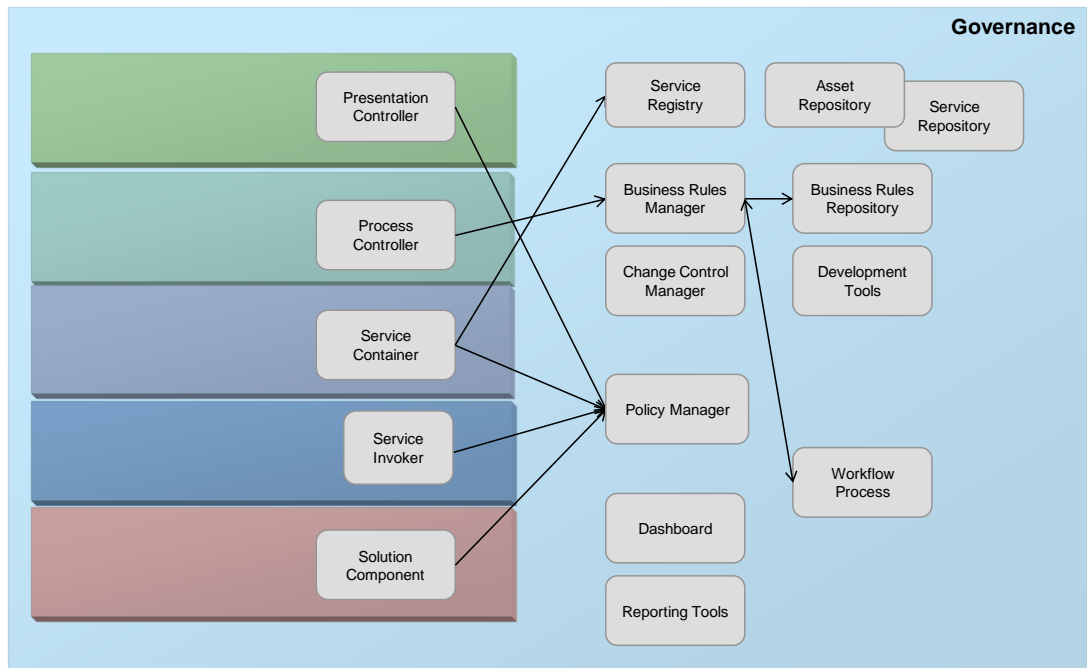 Governance
Presentation
Controller
Service
Registry
Asset
Repository
Service
Repository
Process
Controller
Business Rules
Manager
Business Rules
Repository
Change Control
Manager
Development
Tools
Service
Container
Policy Manager
Service
Invoker
Workflow
Process
Dashboard
Solution
Component
Reporting Tools